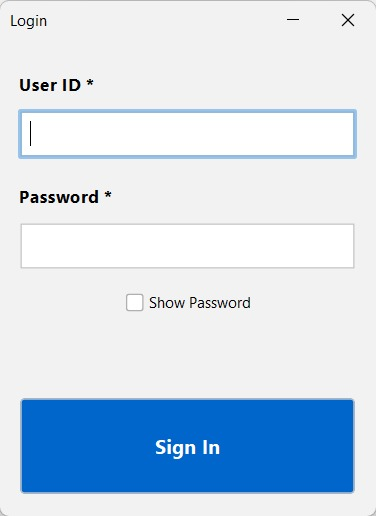 Login
User ID *
Password *
Show Password
Sign In